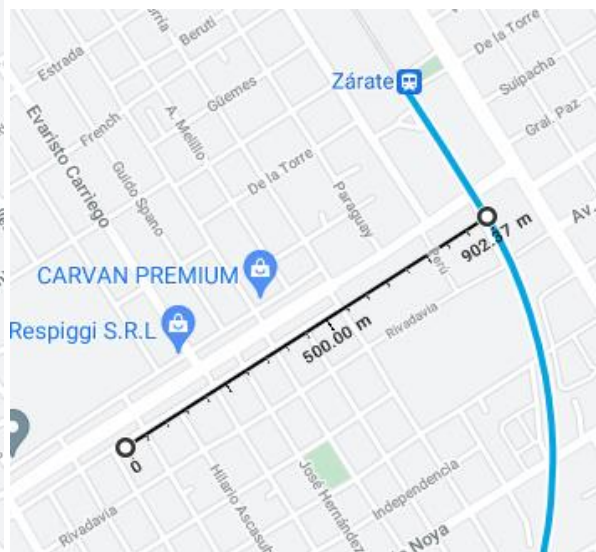 Estrada
Beruti
De la Torre
Zárate
Suipacha
Güemes
French
Evaristo Carriego
A. Melillo
Gral. Paz
Guido Spano
De la Torre
Paraguay
Av.
902.37 m
Perú
CARVAN PREMIUM
Respiggi S.R.L
500.00 m
Rivadavia
0
Hilario Ascasubi
José Hernández
Independencia
Rivadavia
Noya